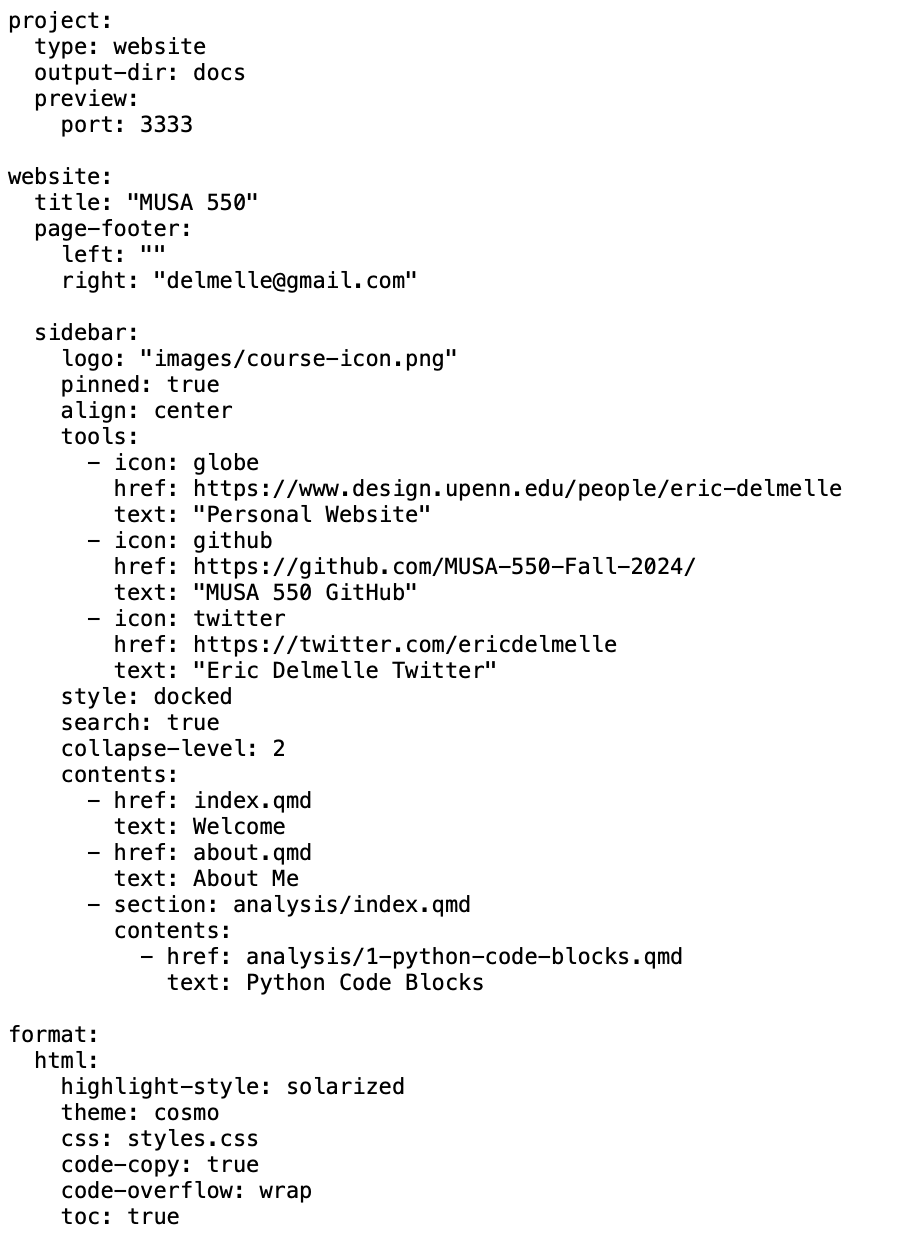 project:
  type: website
  output-dir: docs
  preview:
    port: 3333

website:
  title: "MUSA 550"
  page-footer:
    left: ""
    right: "delmelle@gmail.com"

  sidebar:
    logo: "images/course-icon.png"
    pinned: true
    align: center
    tools:
      - icon: globe
        href: https://www.design.upenn.edu/people/eric-delmelle
        text: "Personal Website"
      - icon: github
        href: https://github.com/MUSA-550-Fall-2024/
        text: "MUSA 550 GitHub"
      - icon: twitter
        href: https://twitter.com/ericdelmelle
        text: "Eric Delmelle Twitter"
    style: docked
    search: true
    collapse-level: 2
    contents:
      - href: index.qmd
        text: Welcome
      - href: about.qmd
        text: About Me
      - section: analysis/index.qmd
        contents:
          - href: analysis/1-python-code-blocks.qmd
            text: Python Code Blocks

format:
  html:
    highlight-style: solarized
    theme: cosmo
    css: styles.css
    code-copy: true
    code-overflow: wrap
    toc: true